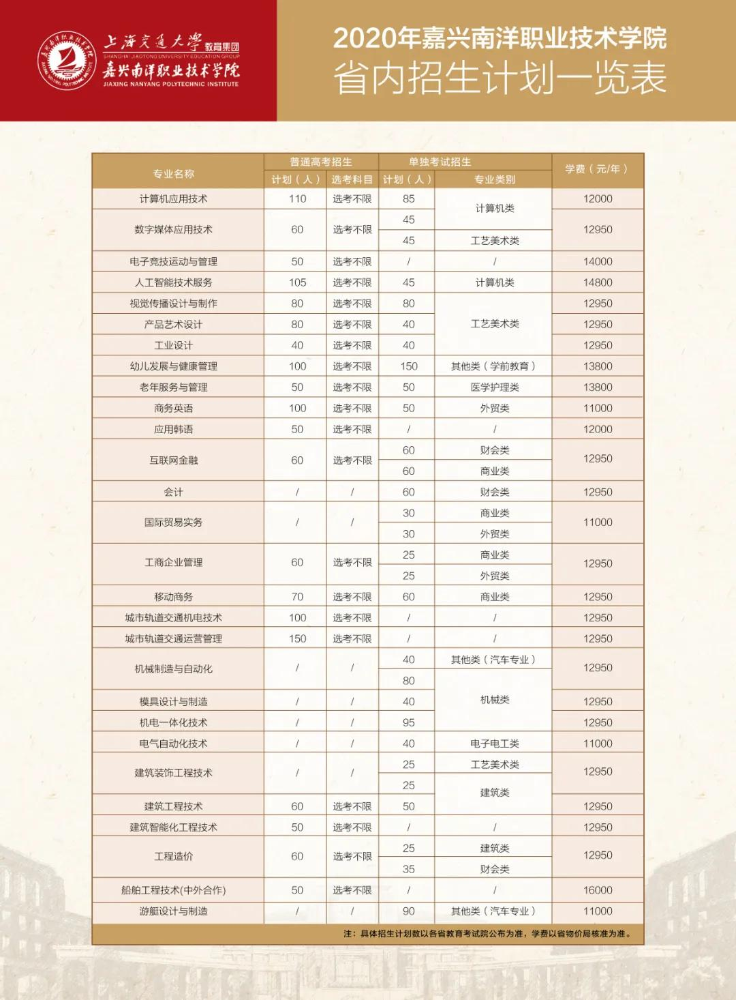 上海交通大学 教育集团
SHANGHAI JIAOTONG UNIVERSITY EDUCATION GROUP
嘉兴南洋职业技术学院
JIAXING NANYANG POLYTECHNIC INSTITUTE
2020年嘉兴南洋职业技术学院
省内招生计划一览表
专业名称 普通高考招生 单独考试招生 学费（元/年）
计划（人） 选考科目 计划（人） 专业类别
计算机应用技术 110 选考不限 85 计算机类 12000
数字媒体应用技术 60 选考不限 45 12950
45 工艺美术类
电子竞技运动与管理 50 选考不限 / / 14000
人工智能技术服务 105 选考不限 45 计算机类 14800
视觉传播设计与制作 80 选考不限 80 12950
产品艺术设计 80 选考不限 40 工艺美术类 12950
工业设计 40 选考不限 40 12950
幼儿发展与健康管理 100 选考不限 150 其他类（学前教育） 13800
老年服务与管理 50 选考不限 50 医学护理类 13800
商务英语 100 选考不限 50 外贸类 11000
应用韩语 50 选考不限 / / 12000
互联网金融 60 选考不限 60 财会类 12950
60 商业类
会计 / / 60 财会类 12950
国际贸易实务 / / 30 商业类 11000
30 外贸类
工商企业管理 60 选考不限 25 商业类 12950
25 外贸类
移动商务 70 选考不限 60 商业类 12950
城市轨道交通机电技术 100 选考不限 / / 12950
城市轨道交通运营管理 150 选考不限 / / 12950
机械制造与自动化 / / 40 其他类（汽车专业） 12950
80
模具设计与制造 / / 40 机械类 12950
机电一体化技术 / / 95 12950
电气自动化技术 / / 40 电子电工类 11000
建筑装饰工程技术 / / 25 工艺美术类 12950
25 建筑类
建筑工程技术 60 选考不限 50 12950
建筑智能化工程技术 50 选考不限 / / 12950
工程造价 60 选考不限 25 建筑类 12950
35 财会类
船舶工程技术(中外合作) 50 选考不限 / / 16000
游艇设计与制造 / / 90 其他类（汽车专业） 11000
注：具体招生计划数以各省教育考试院公布为准，学费以省物价局核准为准。